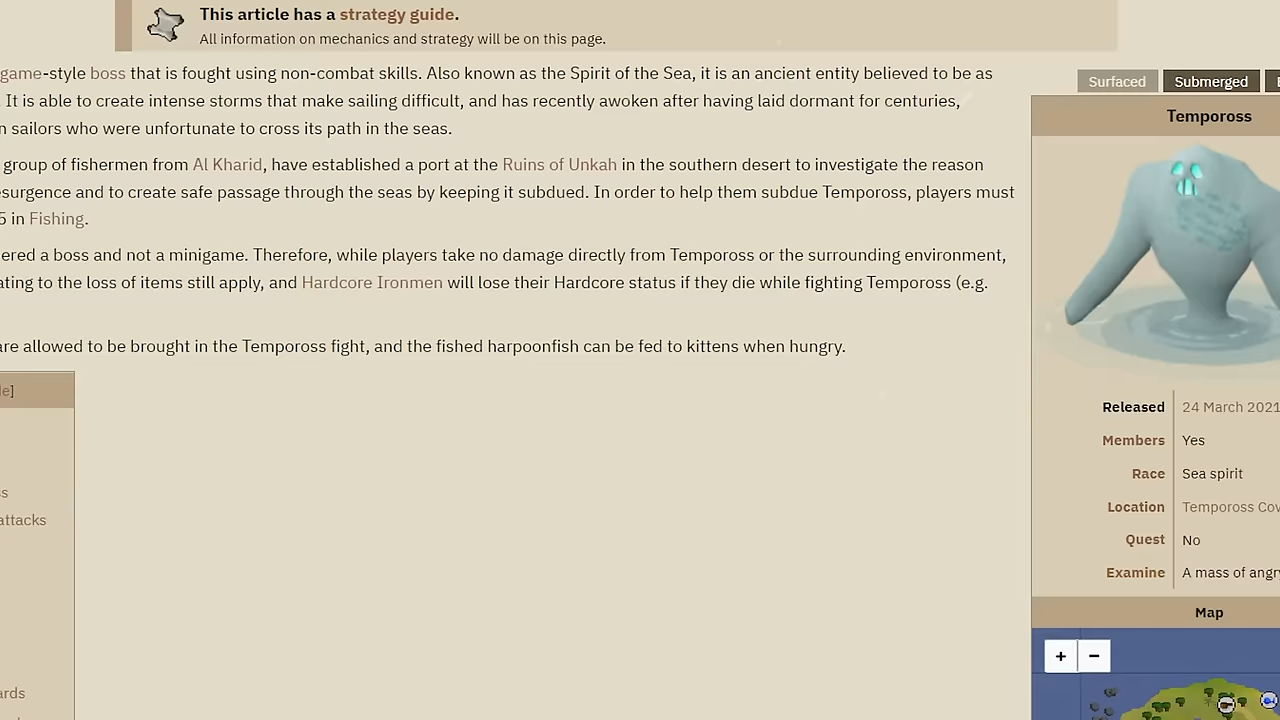 This article has a strategy guide.
All information on mechanics and strategy will be on this page.
game-style boss that is fought using non-combat skills. Also known as the Spirit of the Sea, it is an ancient entity believed to be as
. It is able to create intense storms that make sailing difficult, and has recently awoken after having laid dormant for centuries,
n sailors who were unfortunate to cross its path in the seas.
group of fishermen from Al Kharid, have established a port at the Ruins of Unkah in the southern desert to investigate the reason
esurgence and to create safe passage through the seas by keeping it subdued. In order to help them subdue Tempoross, players must
5 in Fishing.
ered a boss and not a minigame. Therefore, while players take no damage directly from Tempoross or the surrounding environment,
ating to the loss of items still apply, and Hardcore Ironmen will lose their Hardcore status if they die while fighting Tempoross (e.g.
are allowed to be brought in the Tempoross fight, and the fished harpoonfish can be fed to kittens when hungry.
le]
s
attacks
ards
Surfaced Submerged
Tempoross
Released 24 March 2021
Members Yes
Race Sea spirit
Location Tempoross Cov
Quest No
Examine A mass of angry
Map
+ −